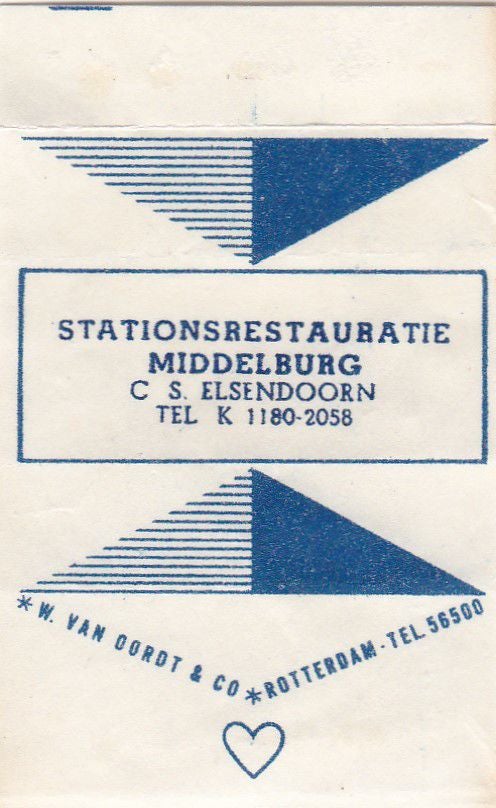 STATIONSRESTAURATIE
MIDDELBURG
C S. ELSENDOORN
TEL K 1180-2058
* W. VAN OORDT & CO * ROTTERDAM - TEL. 56500